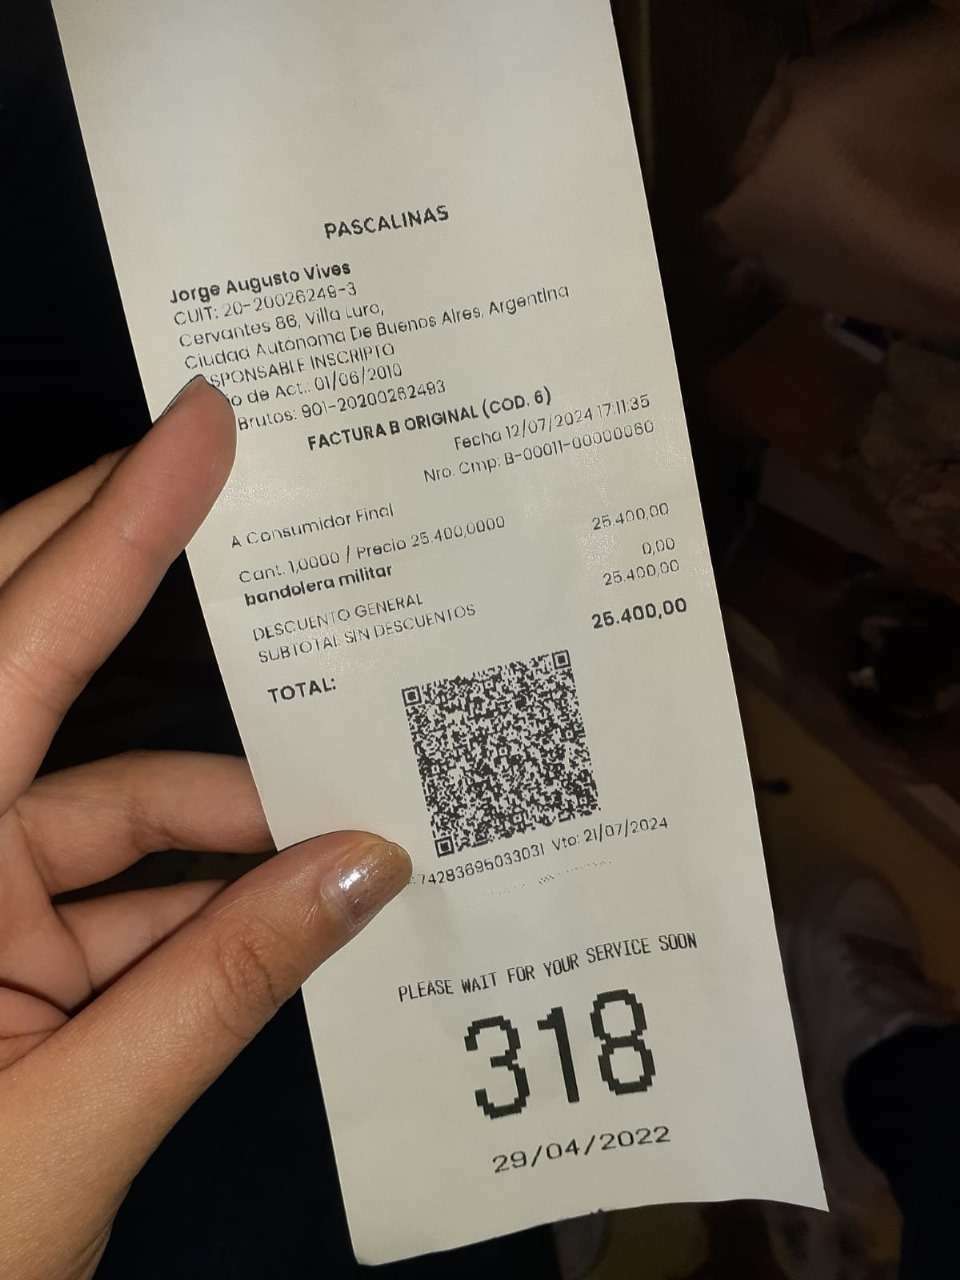 PASCALINAS
Jorge Augusto Vives
CUIT: 20-20026249-3
Cervantes 86, Villa Luro,
Ciudad Autonoma De Buenos Aires, Argentina
SPONSABLE INSCRIPTO
o de Act.: 01/06/2010
Brutos: 901-20200262493
FACTURA B ORIGINAL (COD. 6)
Fecha 12/07/2024 17:11:35
Nro. Cmp: B-00011-00000060
A Consumidor Final
Cant. 1,0000 / Precio 25.400,0000 25.400,00
bandolera militar
DESCUENTO GENERAL 0,00
SUBTOTAL SIN DESCUENTOS 25.400,00
TOTAL: 25.400,00
74283695033031 Vto: 21/07/2024
PLEASE WAIT FOR YOUR SERVICE SOON
318
29/04/2022